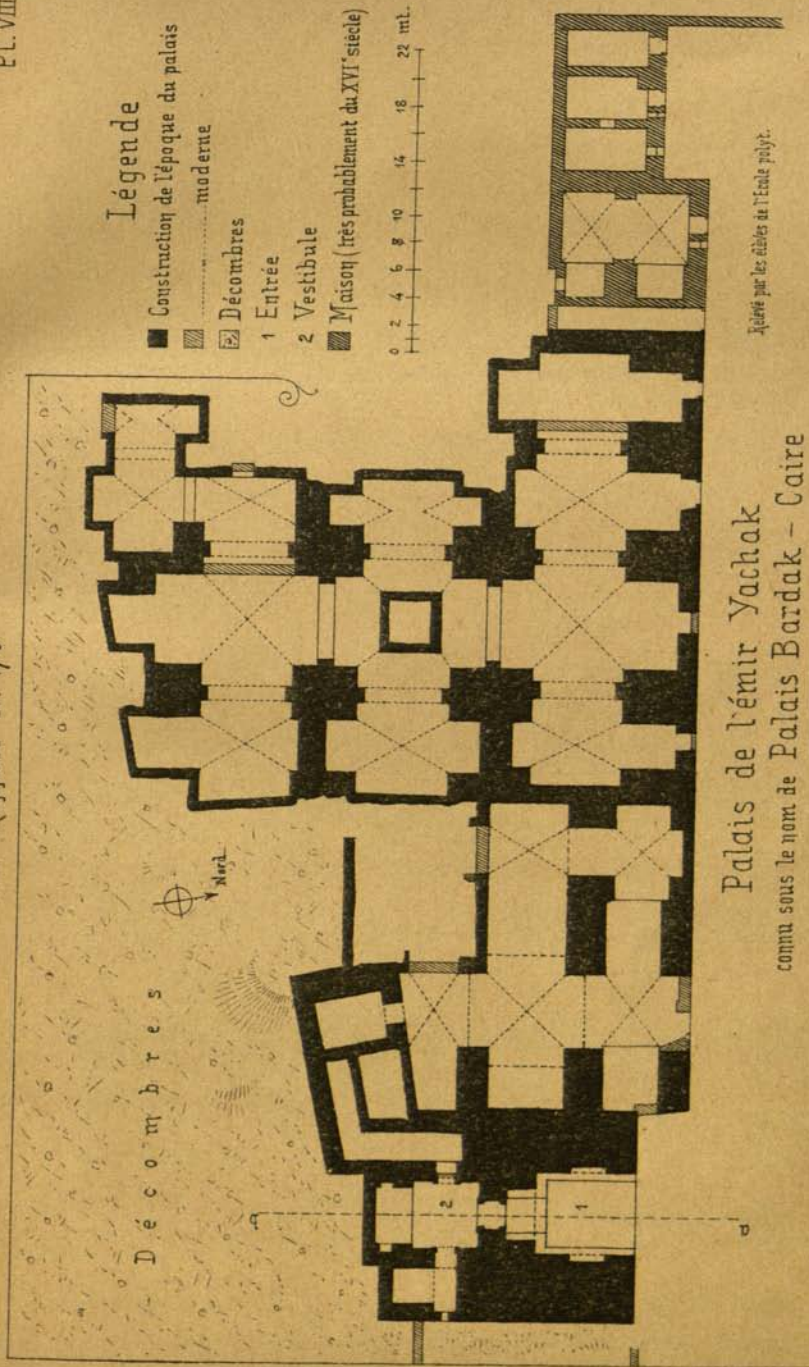 PL. VIII
Légende
Construction de l'époque du palais
........... moderne
Décombres
1 Entrée
2 Vestibule
Maison (très probablement du XVIe siècle)
0 2 4 6 8 10 14 18 22 mt.
Décombres
Nord
2
1
Relevé par les élèves de l'Ecole polyt.
Palais de l'émir Yachak
connu sous le nom de Palais Bardak – Caire